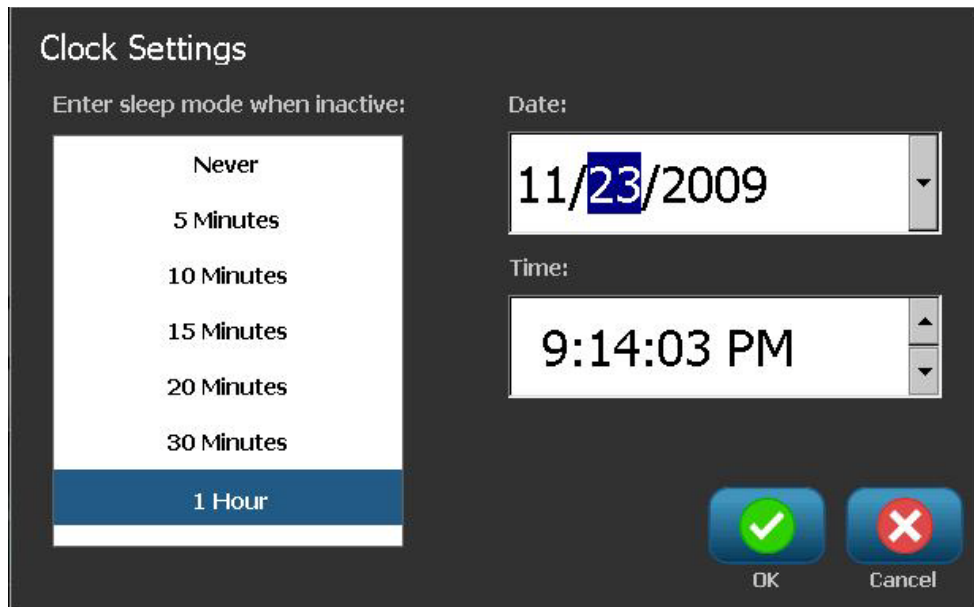 Clock Settings
Enter sleep mode when inactive:
Never
5 Minutes
10 Minutes
15 Minutes
20 Minutes
30 Minutes
1 Hour
Date:
11/23/2009
Time:
9:14:03 PM
OK
Cancel